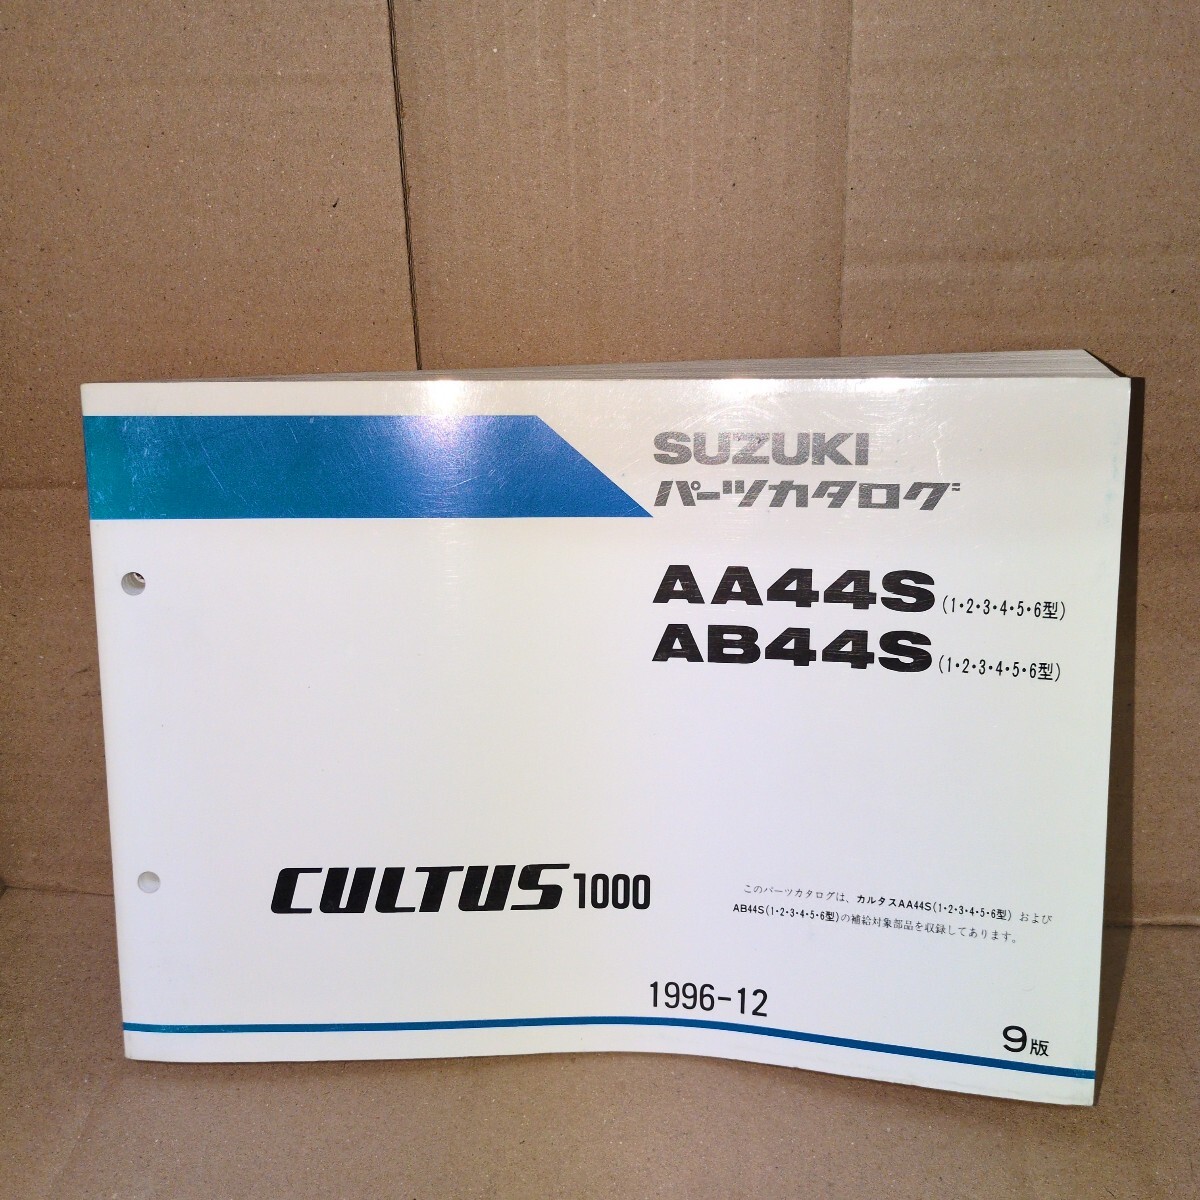 SUZUKI
パーツカタログ
AA44S(1・2・3・4・5・6型)
AB44S(1・2・3・4・5・6型)
CULTUS 1000
このパーツカタログは、カルタスAA44S(1・2・3・4・5・6型) および
AB44S(1・2・3・4・5・6型)の補給対象部品を収録してあります。
1996-12
9版